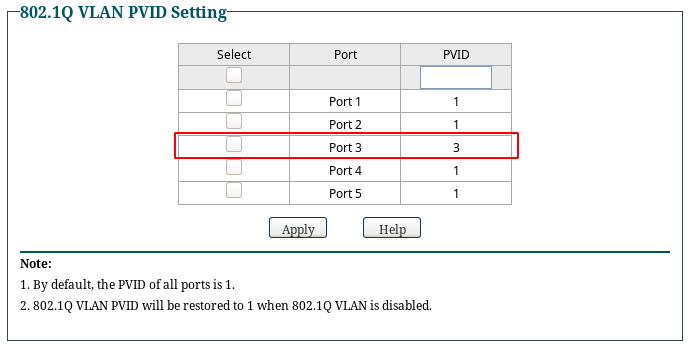 802.1Q VLAN PVID Setting
Select Port PVID
Port 1 1
Port 2 1
Port 3 3
Port 4 1
Port 5 1
Apply Help
Note:
1. By default, the PVID of all ports is 1.
2. 802.1Q VLAN PVID will be restored to 1 when 802.1Q VLAN is disabled.